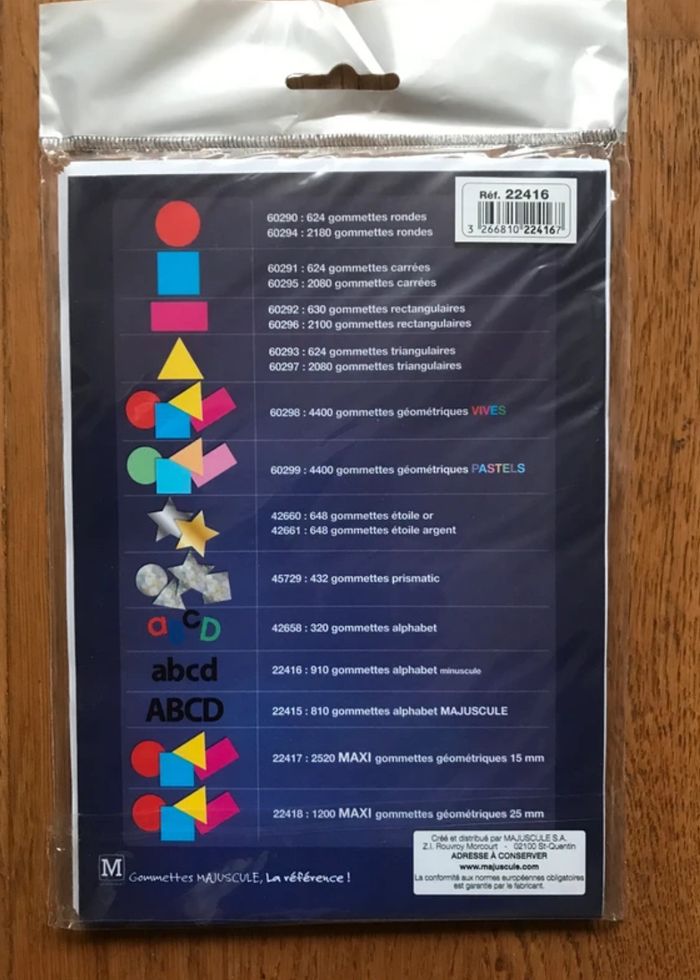 Réf. 22416
3 266810 224167
60290 : 624 gommettes rondes
60294 : 2180 gommettes rondes
60291 : 624 gommettes carrées
60295 : 2080 gommettes carrées
60292 : 630 gommettes rectangulaires
60296 : 2100 gommettes rectangulaires
60293 : 624 gommettes triangulaires
60297 : 2080 gommettes triangulaires
60298 : 4400 gommettes géométriques VIVES
60299 : 4400 gommettes géométriques PASTELS
42660 : 648 gommettes étoile or
42661 : 648 gommettes étoile argent
45729 : 432 gommettes prismatic
aBCD 42658 : 320 gommettes alphabet
abcd 22416 : 910 gommettes alphabet minuscule
ABCD 22415 : 810 gommettes alphabet MAJUSCULE
22417 : 2520 MAXI gommettes géométriques 15 mm
22418 : 1200 MAXI gommettes géométriques 25 mm
M Gommettes MAJUSCULE, La référence !
Créé et distribué par MAJUSCULE S.A.
Z.I. Rouvroy Morcourt - 02100 St-Quentin
ADRESSE À CONSERVER
www.majuscule.com
La conformité aux normes européennes obligatoires
est garantie par le fabricant.